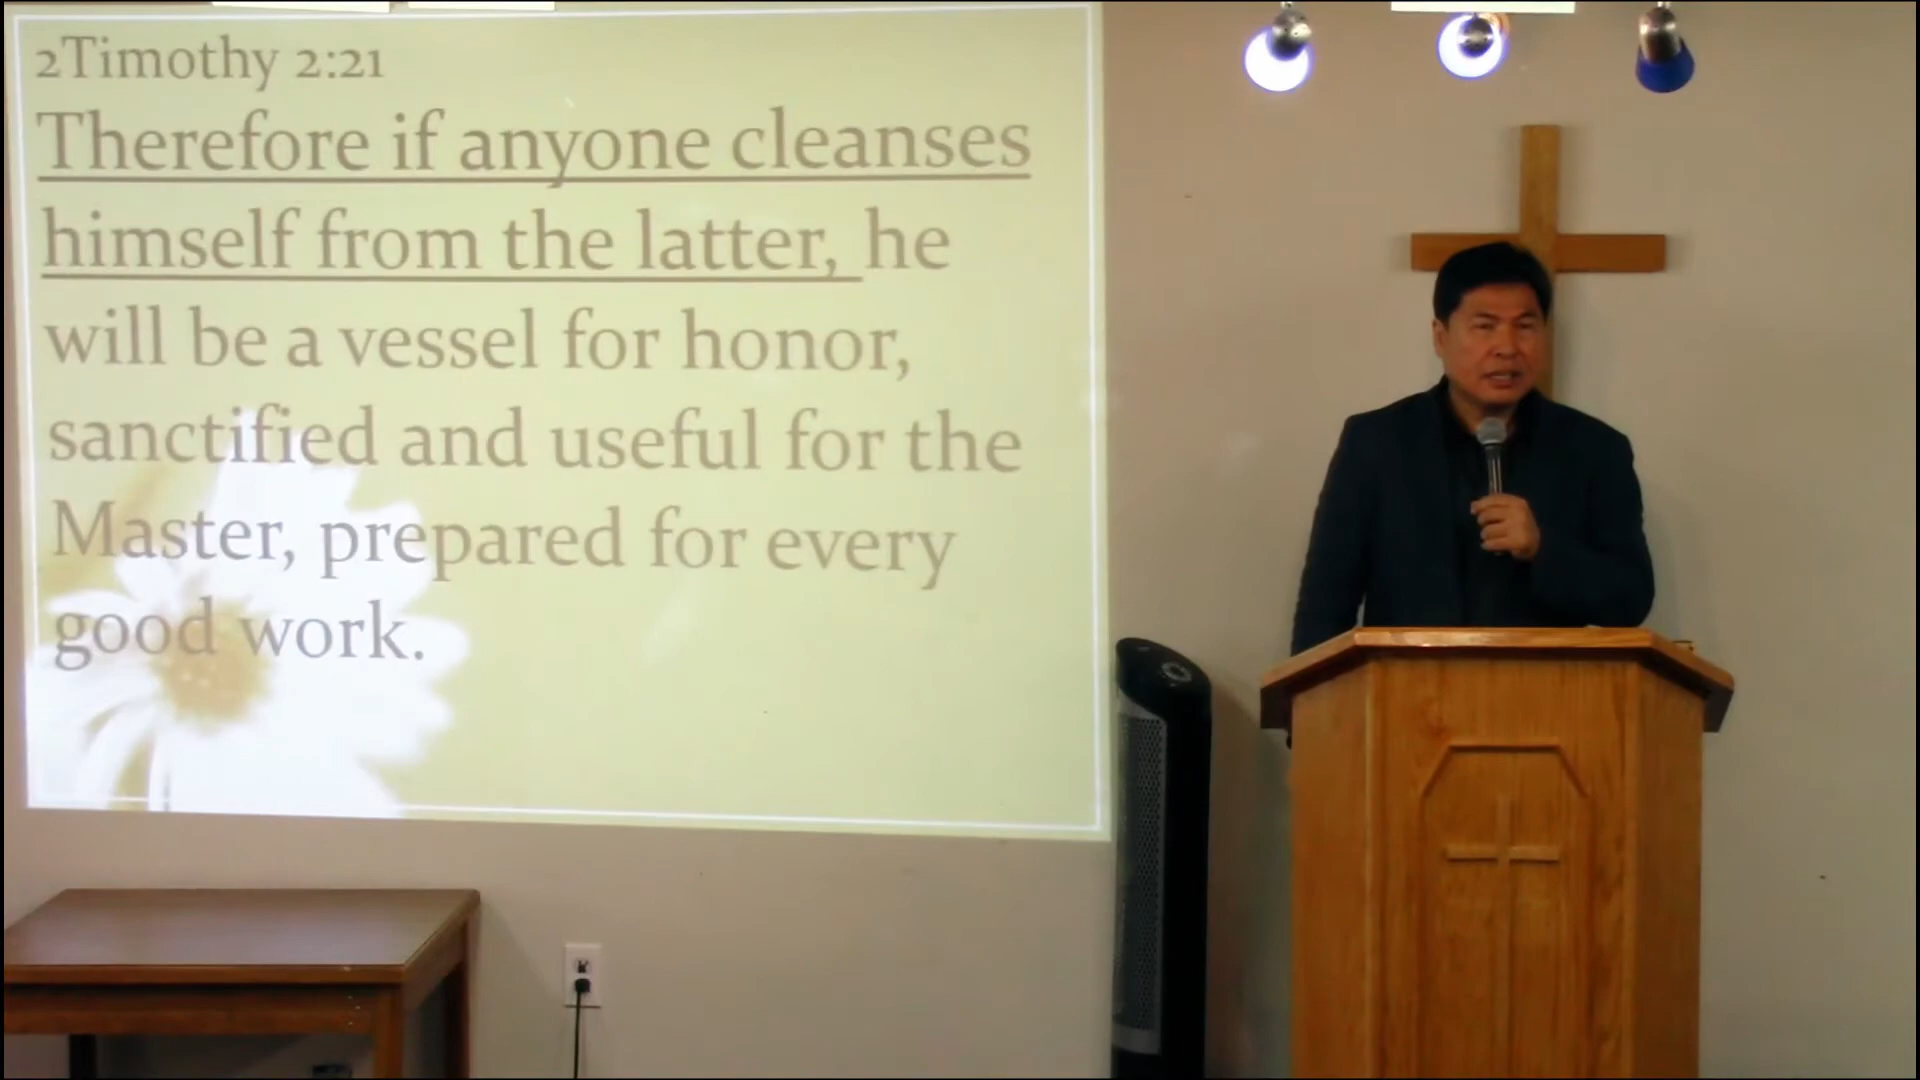 2Timothy 2:21
Therefore if anyone cleanses
himself from the latter, he
will be a vessel for honor,
sanctified and useful for the
Master, prepared for every
good work.